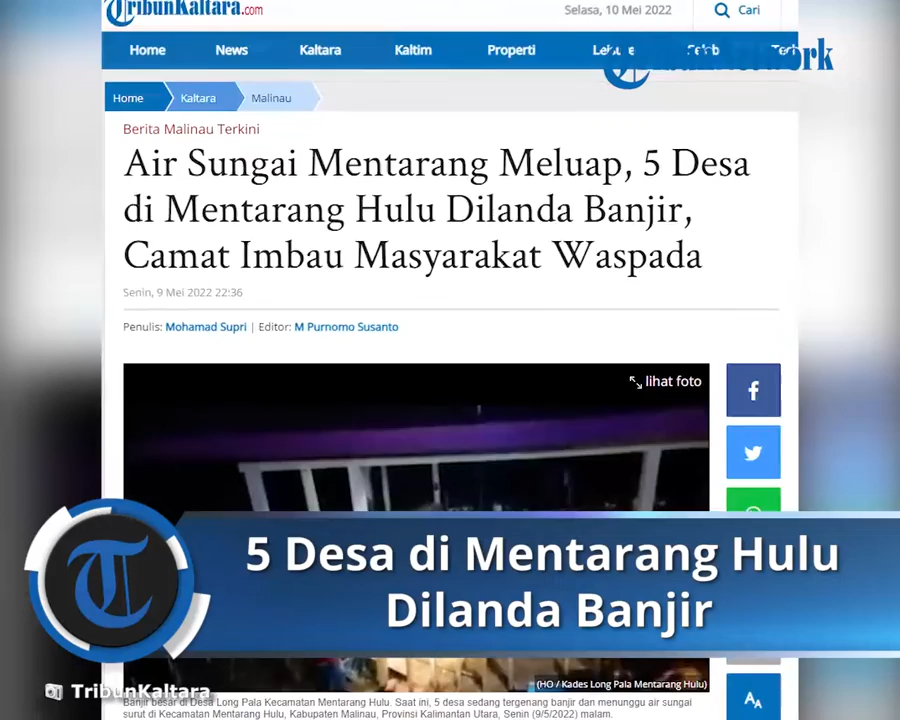 TribunKaltara.com
Selasa, 10 Mei 2022
Cari
Home News Kaltara Kaltim Properti
Home Kaltara Malinau
Berita Malinau Terkini
Air Sungai Mentarang Meluap, 5 Desa
di Mentarang Hulu Dilanda Banjir,
Camat Imbau Masyarakat Waspada
Senin, 9 Mei 2022 22:36
Penulis: Mohamad Supri | Editor: M Purnomo Susanto
lihat foto
5 Desa di Mentarang Hulu
Dilanda Banjir
(HO / Kades Long Pala Mentarang Hulu)
TribunKaltara
Banjir besar di Desa Long Pala Kecamatan Mentarang Hulu. Saat ini, 5 desa sedang tergenang banjir dan menunggu air sungai
surut di Kecamatan Mentarang Hulu, Kabupaten Malinau, Provinsi Kalimantan Utara, Senin (9/5/2022) malam.
AA